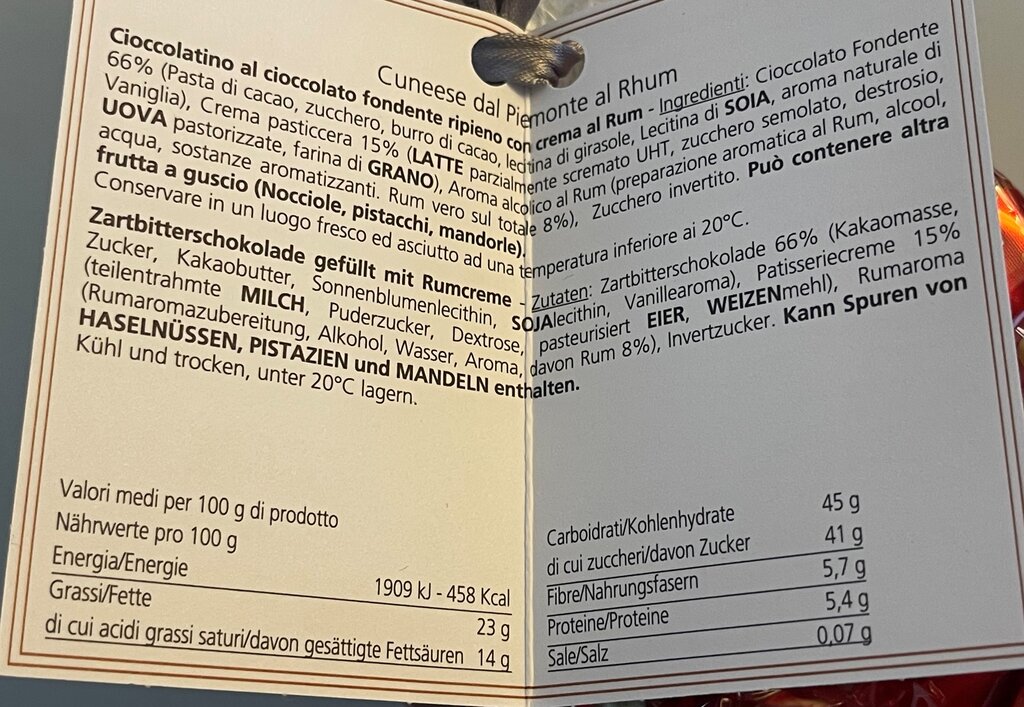 Cuneese dal Piemonte al Rhum
Cioccolatino al cioccolato fondente ripieno con crema al Rum - Ingredienti: Cioccolato Fondente
66% (Pasta di cacao, zucchero, burro di cacao, lecitina di girasole, Lecitina di SOIA, aroma naturale di
Vaniglia), Crema pasticcera 15% (LATTE parzialmente scremato UHT, zucchero semolato, destrosio,
UOVA pastorizzate, farina di GRANO), Aroma alcolico al Rum (preparazione aromatica al Rum, alcool,
acqua, sostanze aromatizzanti. Rum vero sul totale 8%), Zucchero invertito. Può contenere altra
frutta a guscio (Nocciole, pistacchi, mandorle).
Conservare in un luogo fresco ed asciutto ad una temperatura inferiore ai 20°C.
Zartbitterschokolade gefüllt mit Rumcreme - Zutaten: Zartbitterschokolade 66% (Kakaomasse,
Zucker, Kakaobutter, Sonnenblumenlecithin, SOJAlecithin, Vanillearoma), Patisseriecreme 15%
(teilentrahmte MILCH, Puderzucker, Dextrose, pasteurisiert EIER, WEIZENmehl), Rumaroma
(Rumaromazubereitung, Alkohol, Wasser, Aroma, davon Rum 8%), Invertzucker. Kann Spuren von
HASELNÜSSEN, PISTAZIEN und MANDELN enthalten.
Kühl und trocken, unter 20°C lagern.
Valori medi per 100 g di prodotto
Nährwerte pro 100 g
Energia/Energie 1909 kJ - 458 Kcal
Grassi/Fette 23 g
di cui acidi grassi saturi/davon gesättigte Fettsäuren 14 g
Carboidrati/Kohlenhydrate 45 g
di cui zuccheri/davon Zucker 41 g
Fibre/Nahrungsfasern 5,7 g
Proteine/Proteine 5,4 g
Sale/Salz 0,07 g